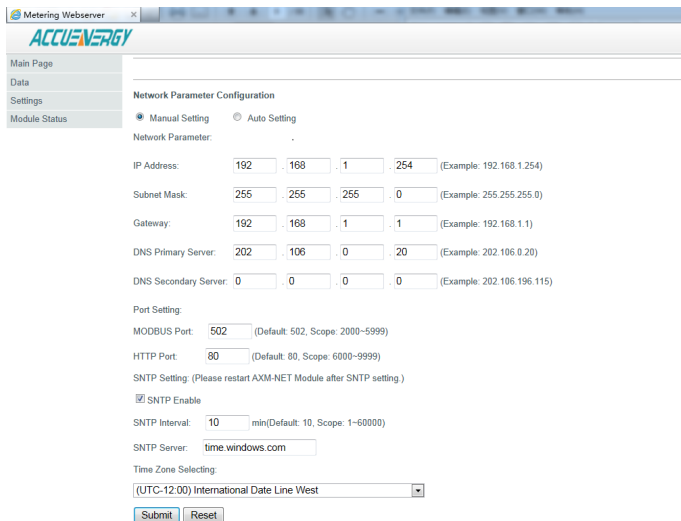 Metering Webserver
ACCUENERGY
Main Page
Data
Settings
Module Status
Network Parameter Configuration
Manual Setting Auto Setting
Network Parameter: .
IP Address: 192 . 168 . 1 . 254 (Example: 192.168.1.254)
Subnet Mask: 255 . 255 . 255 . 0 (Example: 255.255.255.0)
Gateway: 192 . 168 . 1 . 1 (Example: 192.168.1.1)
DNS Primary Server: 202 . 106 . 0 . 20 (Example: 202.106.0.20)
DNS Secondary Server: 0 . 0 . 0 . 0 (Example: 202.106.196.115)
Port Setting:
MODBUS Port: 502 (Default: 502, Scope: 2000~5999)
HTTP Port: 80 (Default: 80, Scope: 6000~9999)
SNTP Setting: (Please restart AXM-NET Module after SNTP setting.)
SNTP Enable
SNTP Interval: 10 min(Default: 10, Scope: 1~60000)
SNTP Server: time.windows.com
Time Zone Selecting:
(UTC-12:00) International Date Line West
Submit Reset